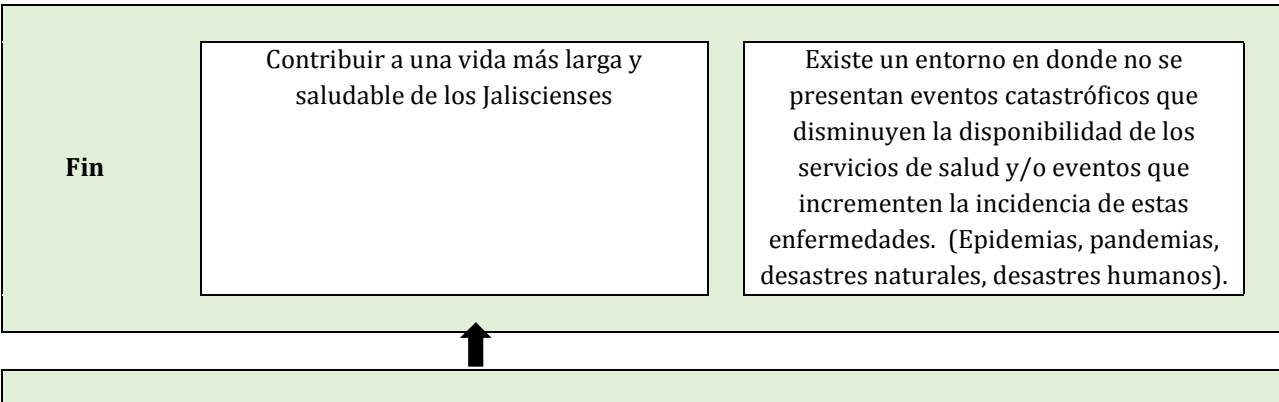 Fin
Contribuir a una vida más larga y
saludable de los Jaliscienses
Existe un entorno en donde no se
presentan eventos catastróficos que
disminuyen la disponibilidad de los
servicios de salud y/o eventos que
incrementen la incidencia de estas
enfermedades. (Epidemias, pandemias,
desastres naturales, desastres humanos).